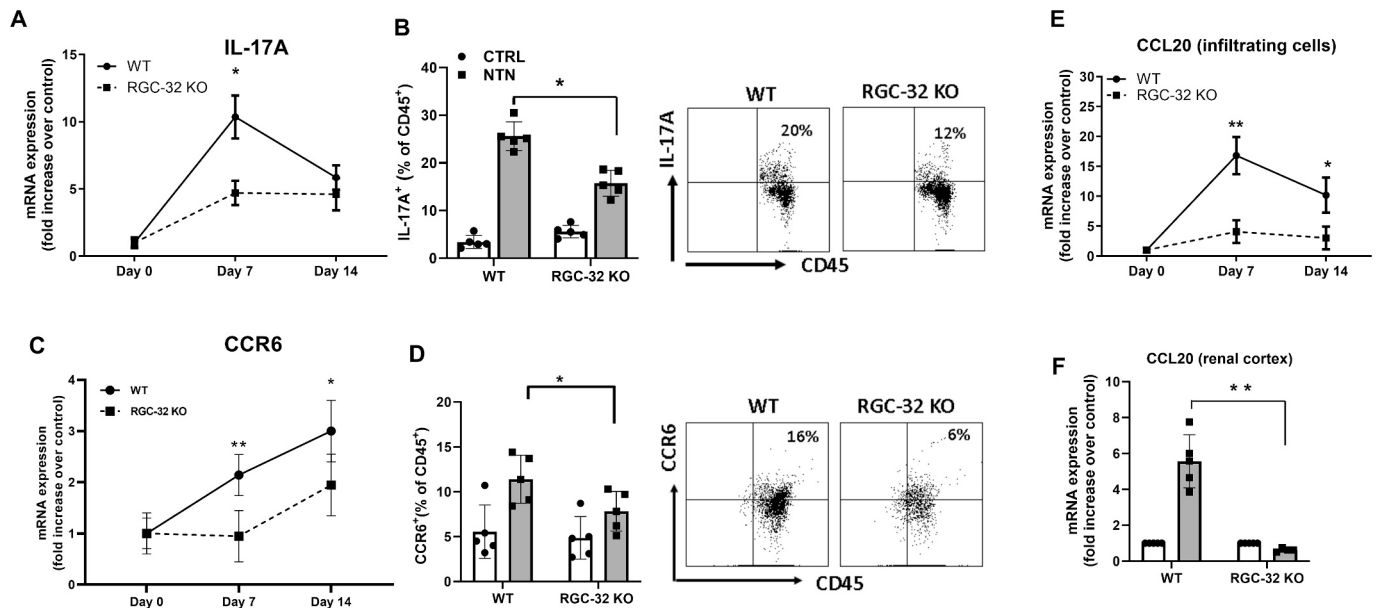 A
IL-17A
WT
RGC-32 KO
*
mRNA expression
(fold increase over control)
15
10
5
0
Day 0
Day 7
Day 14
B
CTRL
NTN
*
IL-17A+ (% of CD45+)
40
30
20
10
0
WT
RGC-32 KO
WT
RGC-32 KO
20%
12%
IL-17A
CD45
E
CCL20 (infiltrating cells)
WT
RGC-32 KO
**
*
mRNA expression
(fold increase over control)
30
25
20
15
10
5
0
Day 0
Day 7
Day 14
C
CCR6
WT
RGC-32 KO
**
*
mRNA expression
(fold increase over control)
4
3
2
1
0
Day 0
Day 7
Day 14
D
*
CCR6+(% of CD45+)
20
15
10
5
0
WT
RGC-32 KO
WT
RGC-32 KO
16%
6%
CCR6
CD45
F
CCL20 (renal cortex)
* *
mRNA expression
(fold increase over control)
10
8
6
4
2
0
WT
RGC-32 KO